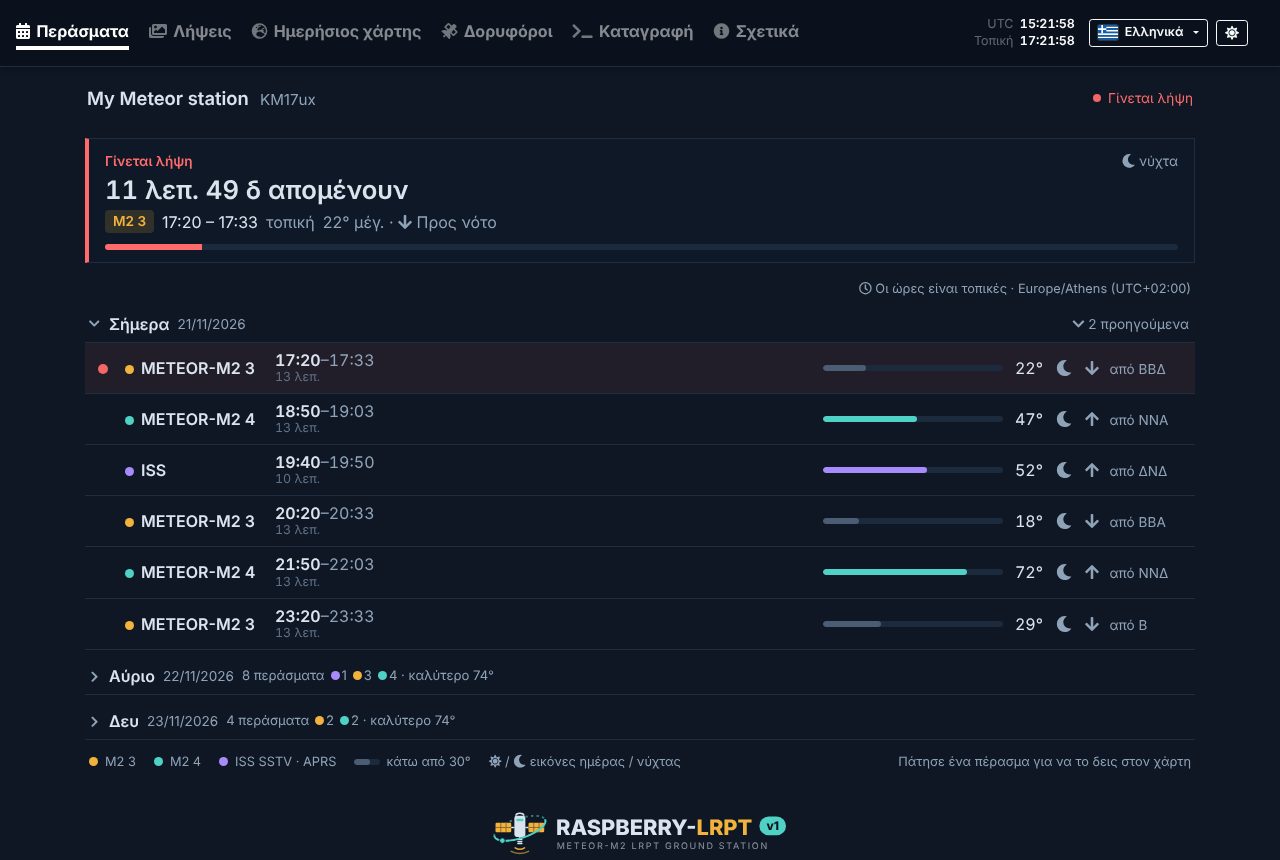 Περάσματα Λήψεις Ημερήσιος χάρτης Δορυφόροι Καταγραφή Σχετικά UTC 15:21:58 Ελληνικά
Τοπική 17:21:58
My Meteor station KM17ux Γίνεται λήψη
Γίνεται λήψη νύχτα
11 λεπ. 49 δ απομένουν
M2 3 17:20 – 17:33 τοπική 22° μέγ. · Προς νότο
Οι ώρες είναι τοπικές · Europe/Athens (UTC+02:00)
Σήμερα 21/11/2026 2 προηγούμενα
METEOR-M2 3 17:20–17:33 22° από ΒΒΔ
13 λεπ.
METEOR-M2 4 18:50–19:03 47° από ΝΝΑ
13 λεπ.
ISS 19:40–19:50 52° από ΔΝΔ
10 λεπ.
METEOR-M2 3 20:20–20:33 18° από ΒΒΑ
13 λεπ.
METEOR-M2 4 21:50–22:03 72° από ΝΝΔ
13 λεπ.
METEOR-M2 3 23:20–23:33 29° από Β
13 λεπ.
Αύριο 22/11/2026 8 περάσματα 1 3 4 · καλύτερο 74°
Δευ 23/11/2026 4 περάσματα 2 2 · καλύτερο 74°
M2 3 M2 4 ISS SSTV · APRS κάτω από 30° / εικόνες ημέρας / νύχτας Πάτησε ένα πέρασμα για να το δεις στον χάρτη
RASPBERRY-LRPT v1
METEOR-M2 LRPT GROUND STATION